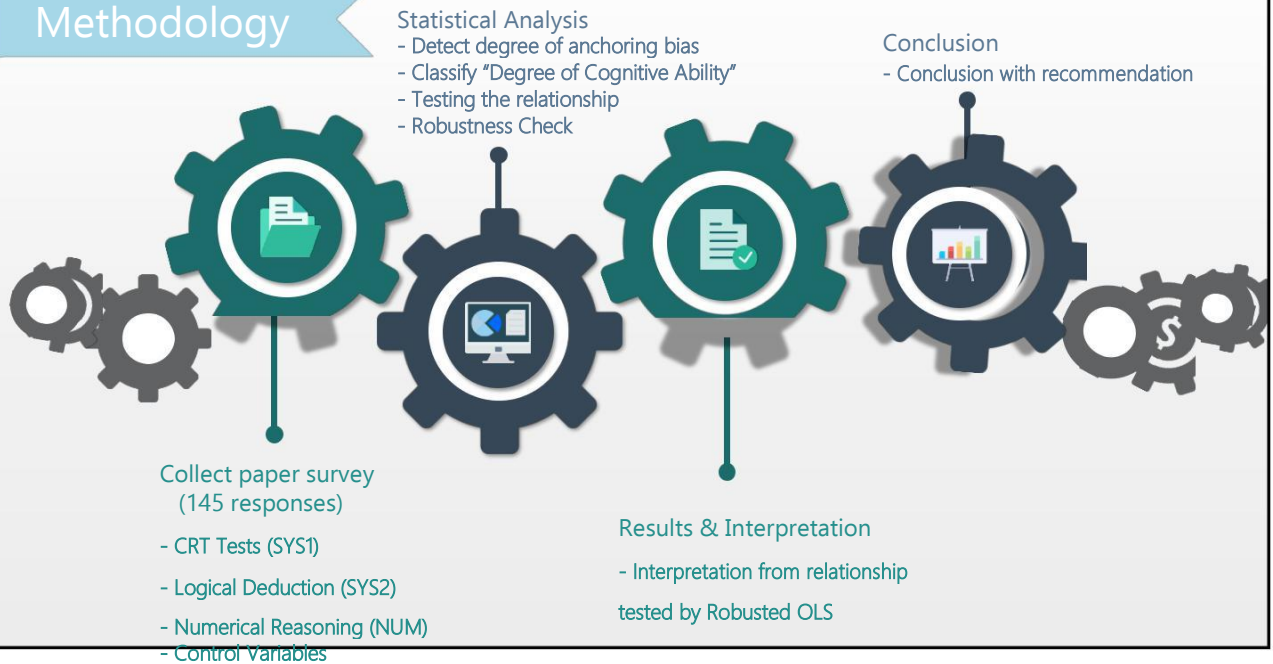 Methodology
Statistical Analysis
- Detect degree of anchoring bias
- Classify “Degree of Cognitive Ability”
- Testing the relationship
- Robustness Check
Conclusion
- Conclusion with recommendation
$
Collect paper survey
(145 responses)
- CRT Tests (SYS1)
- Logical Deduction (SYS2)
- Numerical Reasoning (NUM)
- Control Variables
Results & Interpretation
- Interpretation from relationship
tested by Robusted OLS